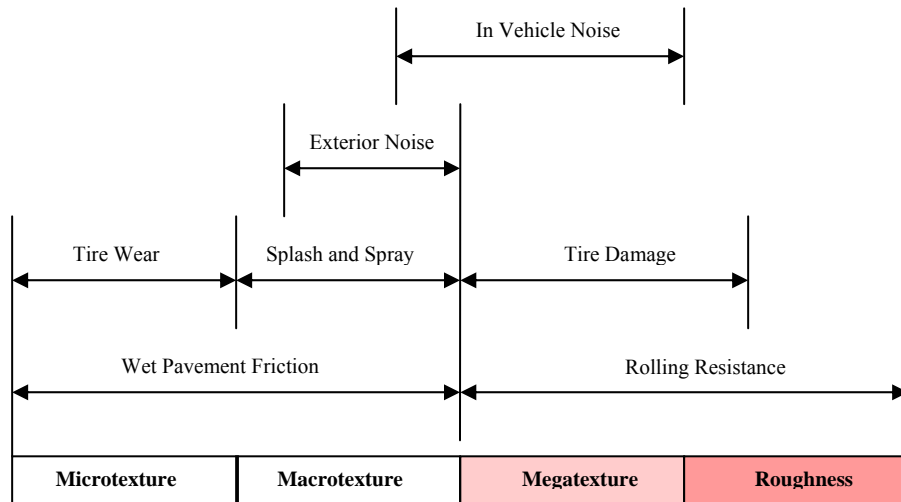 In Vehicle Noise
Exterior Noise
Tire Wear
Splash and Spray
Tire Damage
Wet Pavement Friction
Rolling Resistance
Microtexture
Macrotexture
Megatexture
Roughness